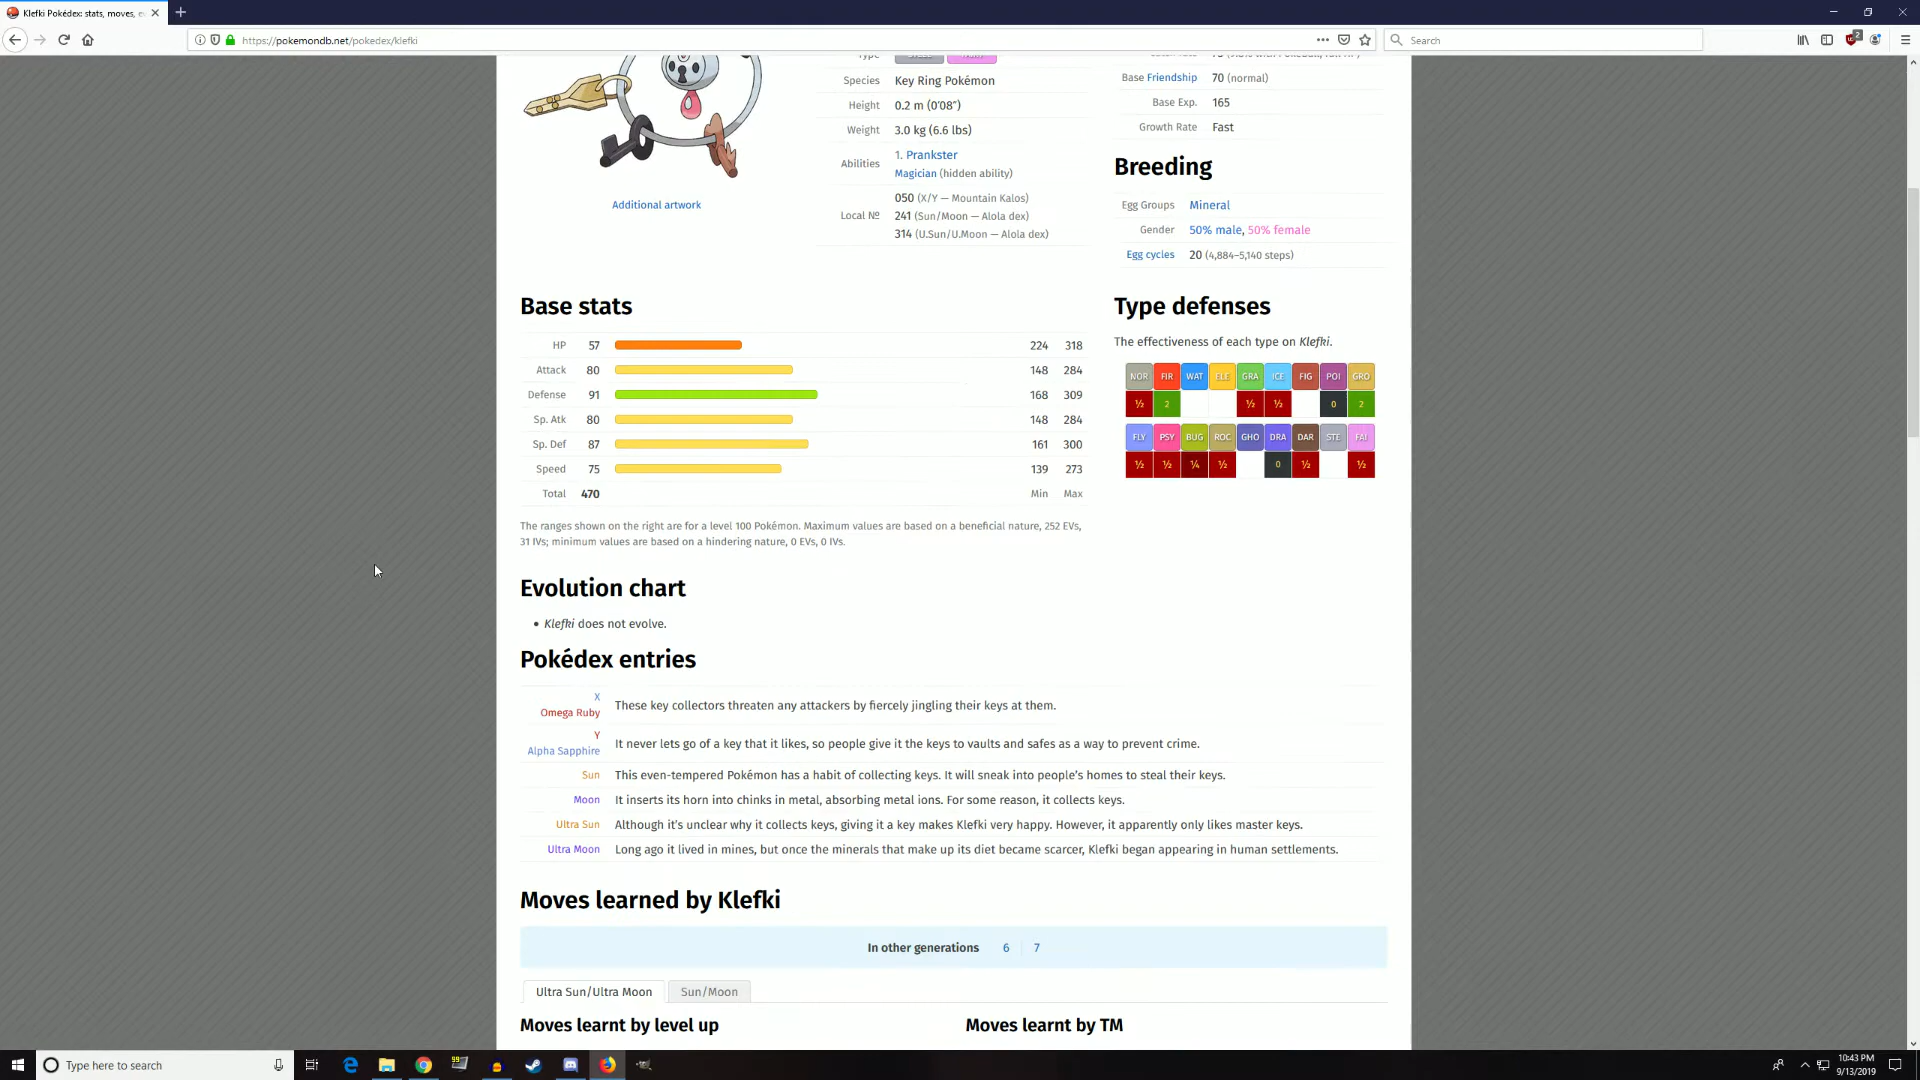 Klefki Pokédex: stats, moves, e
https://pokemondb.net/pokedex/klefki
Search
2
Type
Species Key Ring Pokémon
Height 0.2 m (0′08″)
Weight 3.0 kg (6.6 lbs)
Abilities
1. Prankster
Magician (hidden ability)
Local №
050 (X/Y — Mountain Kalos)
241 (Sun/Moon — Alola dex)
314 (U.Sun/U.Moon — Alola dex)
Additional artwork
Base Friendship 70 (normal)
Base Exp. 165
Growth Rate Fast
Breeding
Egg Groups Mineral
Gender 50% male, 50% female
Egg cycles 20 (4,884–5,140 steps)
Base stats
HP 57 224 318
Attack 80 148 284
Defense 91 168 309
Sp. Atk 80 148 284
Sp. Def 87 161 300
Speed 75 139 273
Total 470 Min Max
The ranges shown on the right are for a level 100 Pokémon. Maximum values are based on a beneficial nature, 252 EVs,
31 IVs; minimum values are based on a hindering nature, 0 EVs, 0 IVs.
Type defenses
The effectiveness of each type on Klefki.
NOR FIR WAT ELE GRA ICE FIG POI GRO
½ 2 ½ ½ 0 2
FLY PSY BUG ROC GHO DRA DAR STE FAI
½ ½ ¼ ½ 0 ½ ½
Evolution chart
• Klefki does not evolve.
Pokédex entries
X
Omega Ruby
These key collectors threaten any attackers by fiercely jingling their keys at them.
Y
Alpha Sapphire
It never lets go of a key that it likes, so people give it the keys to vaults and safes as a way to prevent crime.
Sun This even-tempered Pokémon has a habit of collecting keys. It will sneak into people's homes to steal their keys.
Moon It inserts its horn into chinks in metal, absorbing metal ions. For some reason, it collects keys.
Ultra Sun Although it's unclear why it collects keys, giving it a key makes Klefki very happy. However, it apparently only likes master keys.
Ultra Moon Long ago it lived in mines, but once the minerals that make up its diet became scarcer, Klefki began appearing in human settlements.
Moves learned by Klefki
In other generations 6 7
Ultra Sun/Ultra Moon Sun/Moon
Moves learnt by level up
Moves learnt by TM
Type here to search
99
10:43 PM
9/13/2019